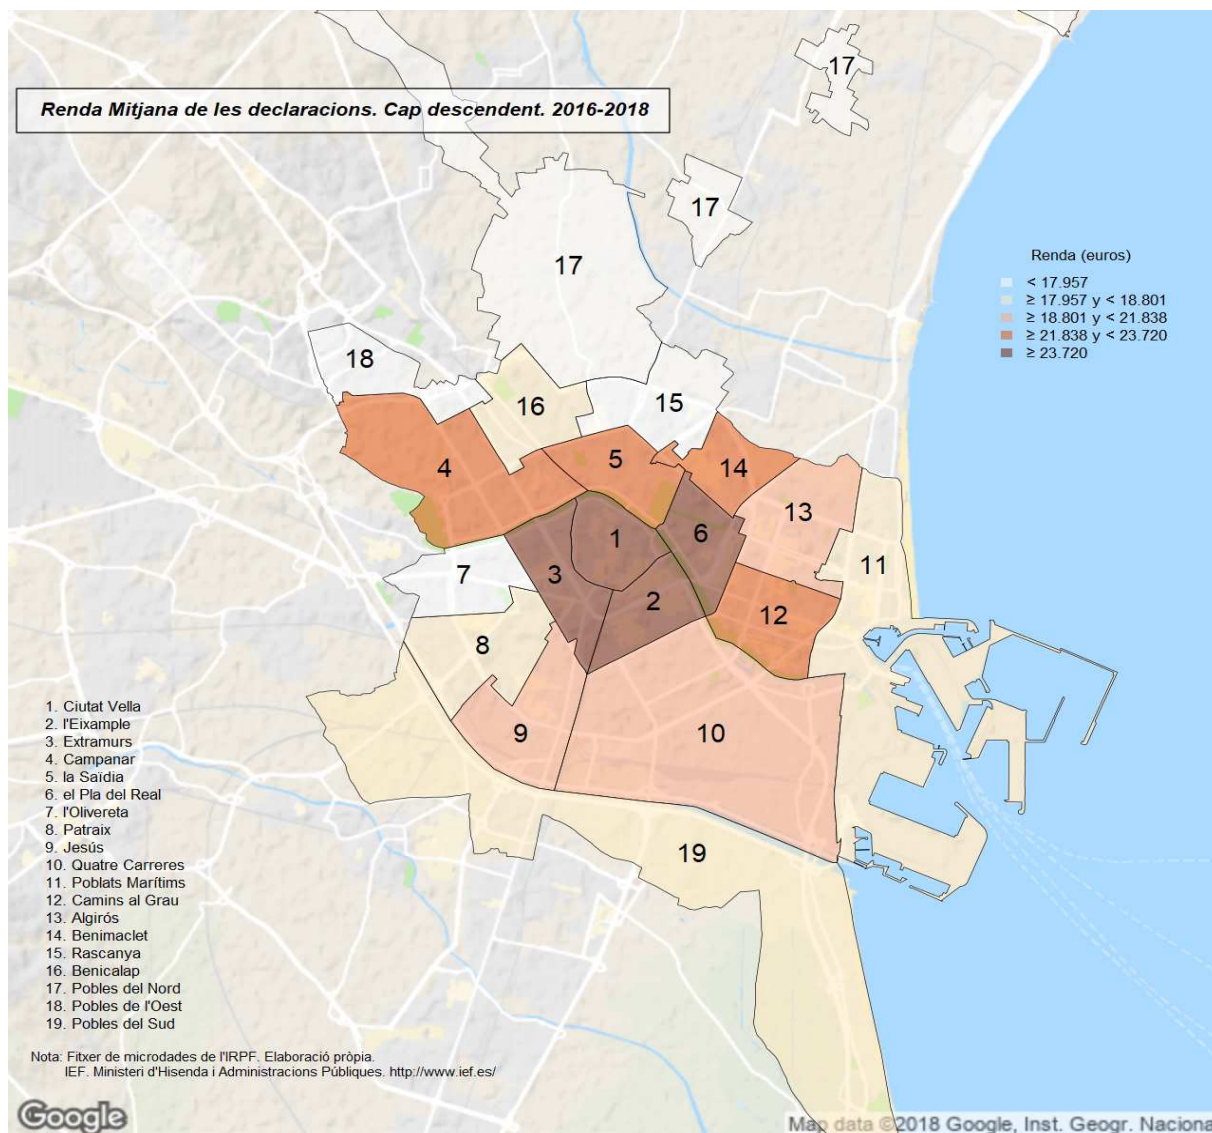 17
Renda Mitjana de les declaracions. Cap descendent. 2016-2018
17
17
Renda (euros)
< 17.957
≥ 17.957 y < 18.801
≥ 18.801 y < 21.838
≥ 21.838 y < 23.720
≥ 23.720
18
16
15
4
5
14
13
6
1
11
7
3
2
12
8
9
10
19
1. Ciutat Vella
2. l'Eixample
3. Extramurs
4. Campanar
5. la Saïdia
6. el Pla del Real
7. l'Olivereta
8. Patraix
9. Jesús
10. Quatre Carreres
11. Poblats Marítims
12. Camins al Grau
13. Algirós
14. Benimaclet
15. Rascanya
16. Benicalap
17. Pobles del Nord
18. Pobles de l'Oest
19. Pobles del Sud
Nota: Fitxer de microdades de l'IRPF. Elaboració pròpia.
IEF. Ministeri d'Hisenda i Administracions Públiques. http://www.ief.es/
Google
Map data ©2018 Google, Inst. Geogr. Naciona